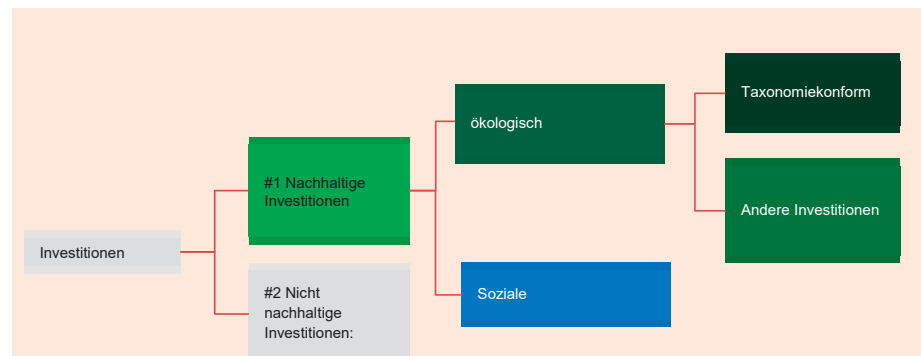 Investitionen
#1 Nachhaltige
Investitionen
#2 Nicht
nachhaltige
Investitionen:
ökologisch
Soziale
Taxonomiekonform
Andere Investitionen